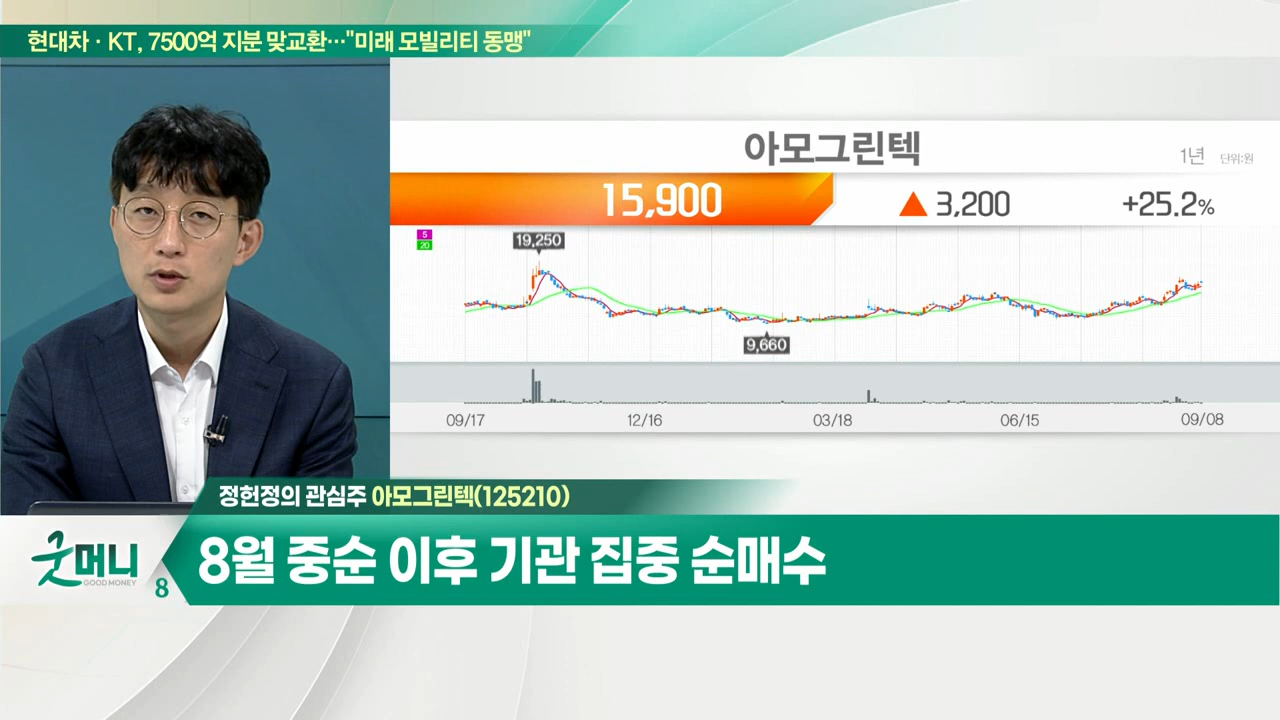 현대차·KT, 7500억 지분 맞교환…"미래 모빌리티 동맹"
아모그린텍
1년 단위:원
15,900 ▲ 3,200 +25.2%
5
20
19,250
9,660
09/17 12/16 03/18 06/15 09/08
정헌정의 관심주 아모그린텍(125210)
굿머니
GOOD MONEY
8
8월 중순 이후 기관 집중 순매수